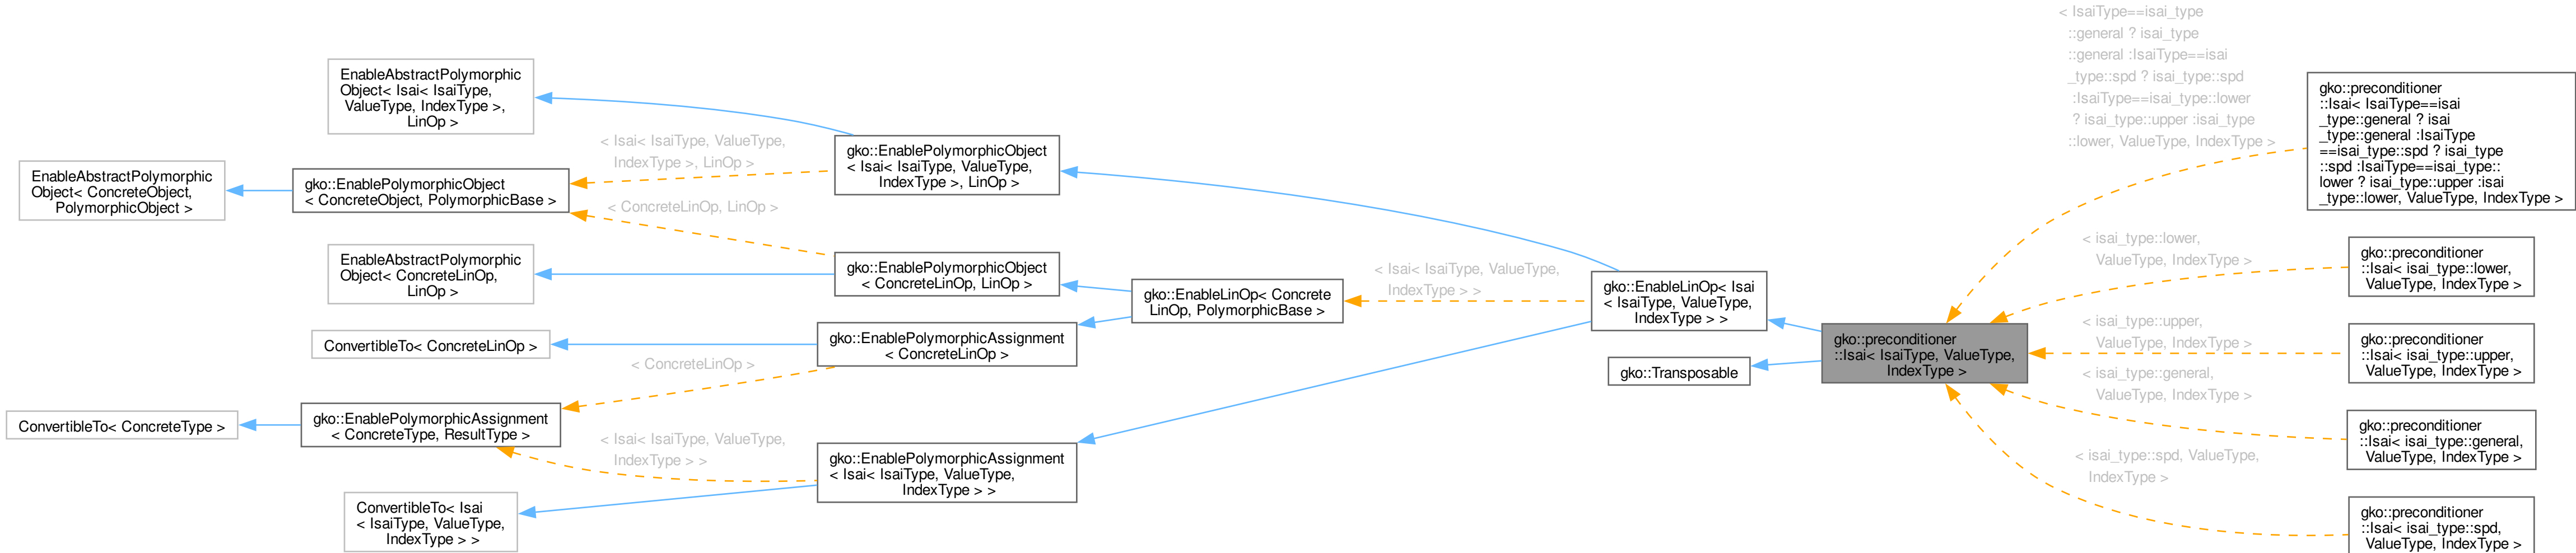 EnableAbstractPolymorphic
Object< ConcreteObject,
PolymorphicObject >
ConvertibleTo< ConcreteType >
EnableAbstractPolymorphic
Object< Isai< IsaiType,
ValueType, IndexType >,
LinOp >
gko::EnablePolymorphicObject
< ConcreteObject, PolymorphicBase >
EnableAbstractPolymorphic
Object< ConcreteLinOp,
LinOp >
ConvertibleTo< ConcreteLinOp >
gko::EnablePolymorphicAssignment
< ConcreteType, ResultType >
ConvertibleTo< Isai
< IsaiType, ValueType,
IndexType > >
< Isai< IsaiType, ValueType,
IndexType >, LinOp >
< ConcreteLinOp, LinOp >
< ConcreteLinOp >
< Isai< IsaiType, ValueType,
IndexType > >
gko::EnablePolymorphicObject
< Isai< IsaiType, ValueType,
IndexType >, LinOp >
gko::EnablePolymorphicObject
< ConcreteLinOp, LinOp >
gko::EnablePolymorphicAssignment
< ConcreteLinOp >
gko::EnablePolymorphicAssignment
< Isai< IsaiType, ValueType,
IndexType > >
gko::EnableLinOp< Concrete
LinOp, PolymorphicBase >
< Isai< IsaiType, ValueType,
IndexType > >
gko::EnableLinOp< Isai
< IsaiType, ValueType,
IndexType > >
gko::Transposable
gko::preconditioner
::Isai< IsaiType, ValueType,
IndexType >
< IsaiType==isai_type
::general ? isai_type
::general :IsaiType==isai
_type::spd ? isai_type::spd
:IsaiType==isai_type::lower
? isai_type::upper :isai_type
::lower, ValueType, IndexType >
< isai_type::lower,
ValueType, IndexType >
< isai_type::upper,
ValueType, IndexType >
< isai_type::general,
ValueType, IndexType >
< isai_type::spd, ValueType,
IndexType >
gko::preconditioner
::Isai< IsaiType==isai
_type::general ? isai
_type::general :IsaiType
==isai_type::spd ? isai_type
::spd :IsaiType==isai_type::
lower ? isai_type::upper :isai
_type::lower, ValueType, IndexType >
gko::preconditioner
::Isai< isai_type::lower,
ValueType, IndexType >
gko::preconditioner
::Isai< isai_type::upper,
ValueType, IndexType >
gko::preconditioner
::Isai< isai_type::general,
ValueType, IndexType >
gko::preconditioner
::Isai< isai_type::spd,
ValueType, IndexType >